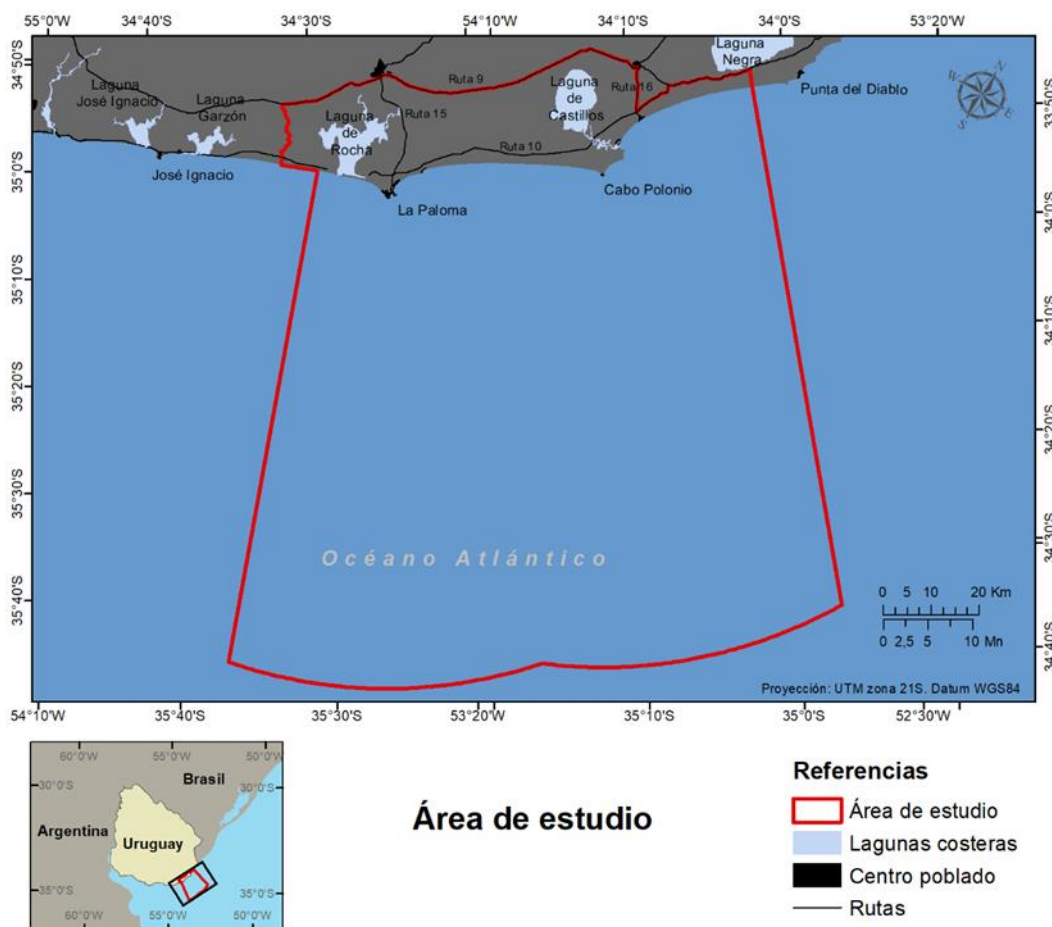 55°0'W 34°40'S 34°30'S 54°10'W 34°10'S 34°0'S 53°20'W
34°50'S
Laguna
Negra
Laguna
José Ignacio
Laguna
Garzón
Ruta 9
Laguna
de
Castillos
Ruta 16
Punta del Diablo
W N
S E
33°50'S
Laguna
de
Rocha
Ruta 15
Ruta 10
35°0'S
José Ignacio
La Paloma
Cabo Polonio
34°0'S
35°10'S
34°10'S
35°20'S
34°20'S
35°30'S
34°30'S
Océano Atlántico
35°40'S
0 5 10 20 Km
0 2,5 5 10 Mn
34°40'S
Proyección: UTM zona 21S. Datum WGS84
54°10'W 35°40'S 35°30'S 53°20'W 35°10'S 35°0'S 52°30'W
60°0'W 55°0'W 50°0'W
30°0'S
Brasil
30°0'S
Argentina
Uruguay
35°0'S
35°0'S
60°0'W 55°0'W 50°0'W
Área de estudio
Referencias
Área de estudio
Lagunas costeras
Centro poblado
Rutas